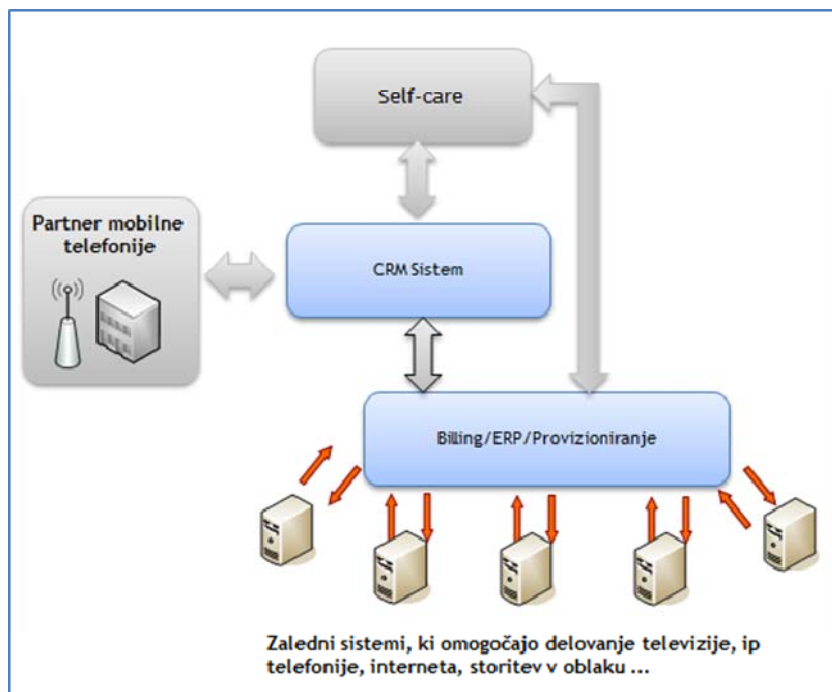 Self-care
Partner mobilne
telefonije
CRM Sistem
Billing/ERP/Provizioniranje
Zaledni sistemi, ki omogočajo delovanje televizije, ip
telefonije, interneta, storitev v oblaku ...